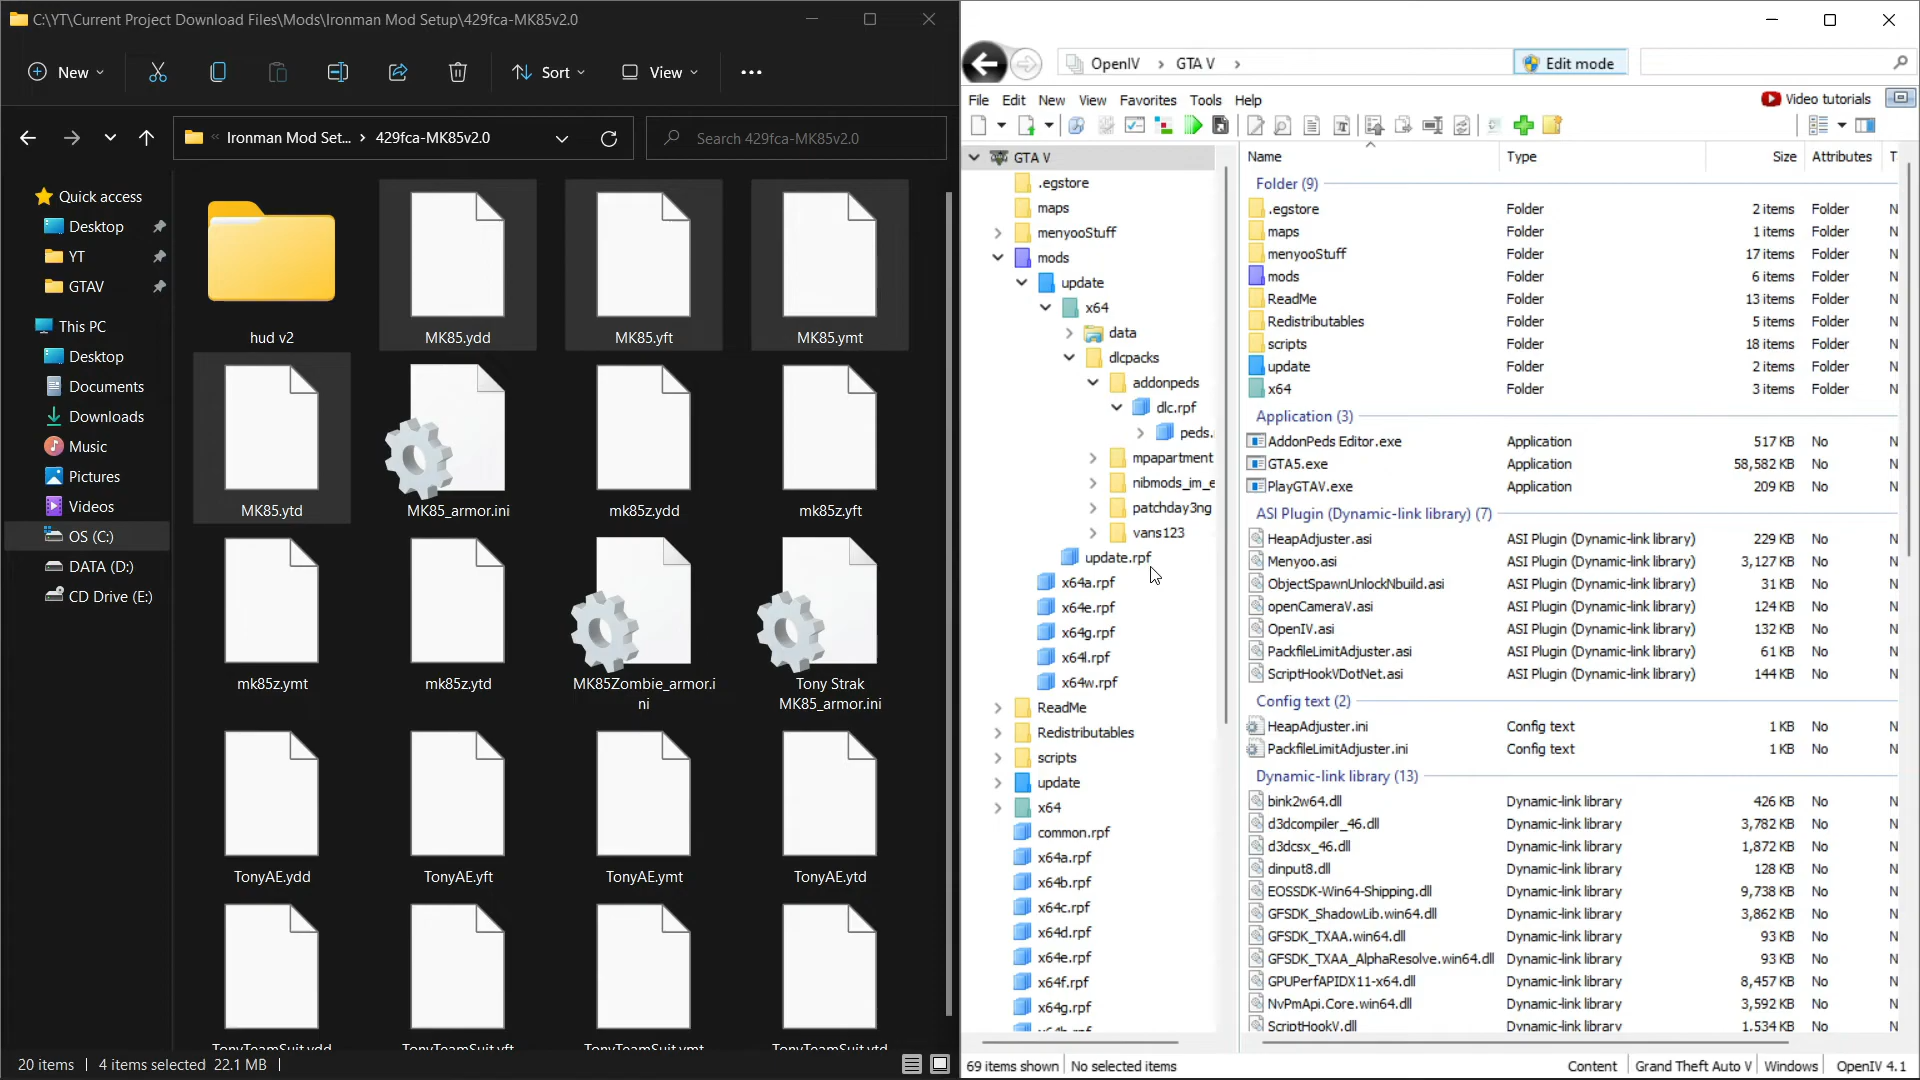 C:\YT\Current Project Download Files\Mods\Ironman Mod Setup\429fca-MK85v2.0
New
Sort
View
Ironman Mod Set... > 429fca-MK85v2.0
Search 429fca-MK85v2.0
Quick access
Desktop
YT
GTAV
This PC
Desktop
Documents
Downloads
Music
Pictures
Videos
OS (C:)
DATA (D:)
CD Drive (E:)
hud v2
MK85.ydd
MK85.yft
MK85.ymt
MK85.ytd
MK85_armor.ini
mk85z.ydd
mk85z.yft
mk85z.ymt
mk85z.ytd
MK85Zombie_armor.i
ni
Tony Strak
MK85_armor.ini
TonyAE.ydd
TonyAE.yft
TonyAE.ymt
TonyAE.ytd
TonyTeamSuit.ydd
TonyTeamSuit.yft
TonyTeamSuit.ymt
TonyTeamSuit.ytd
20 items
4 items selected 22.1 MB
OpenIV > GTA V >
Edit mode
File Edit New View Favorites Tools Help
Video tutorials
GTA V
.egstore
maps
menyooStuff
mods
update
x64
data
dlcpacks
addonpeds
dlc.rpf
peds.
mpapartment
nibmods_im_e
patchday3ng
vans123
update.rpf
x64a.rpf
x64e.rpf
x64g.rpf
x64l.rpf
x64w.rpf
ReadMe
Redistributables
scripts
update
x64
common.rpf
x64a.rpf
x64b.rpf
x64c.rpf
x64d.rpf
x64e.rpf
x64f.rpf
x64g.rpf
x64h.rpf
Name Type Size Attributes T
Folder (9)
.egstore Folder 2 items Folder N
maps Folder 1 items Folder N
menyooStuff Folder 17 items Folder N
mods Folder 6 items Folder N
ReadMe Folder 13 items Folder N
Redistributables Folder 5 items Folder N
scripts Folder 18 items Folder N
update Folder 2 items Folder N
x64 Folder 3 items Folder N
Application (3)
AddonPeds Editor.exe Application 517 KB No N
GTA5.exe Application 58,582 KB No N
PlayGTAV.exe Application 209 KB No N
ASI Plugin (Dynamic-link library) (7)
HeapAdjuster.asi ASI Plugin (Dynamic-link library) 229 KB No N
Menyoo.asi ASI Plugin (Dynamic-link library) 3,127 KB No N
ObjectSpawnUnlockNbuild.asi ASI Plugin (Dynamic-link library) 31 KB No N
openCameraV.asi ASI Plugin (Dynamic-link library) 124 KB No N
OpenIV.asi ASI Plugin (Dynamic-link library) 132 KB No N
PackfileLimitAdjuster.asi ASI Plugin (Dynamic-link library) 61 KB No N
ScriptHookVDotNet.asi ASI Plugin (Dynamic-link library) 144 KB No N
Config text (2)
HeapAdjuster.ini Config text 1 KB No N
PackfileLimitAdjuster.ini Config text 1 KB No N
Dynamic-link library (13)
bink2w64.dll Dynamic-link library 426 KB No N
d3dcompiler_46.dll Dynamic-link library 3,782 KB No N
d3dcsx_46.dll Dynamic-link library 1,872 KB No N
dinput8.dll Dynamic-link library 128 KB No N
EOSSDK-Win64-Shipping.dll Dynamic-link library 9,738 KB No N
GFSDK_ShadowLib.win64.dll Dynamic-link library 3,862 KB No N
GFSDK_TXAA.win64.dll Dynamic-link library 93 KB No N
GFSDK_TXAA_AlphaResolve.win64.dll Dynamic-link library 93 KB No N
GPUPerfAPIDX11-x64.dll Dynamic-link library 8,457 KB No N
NvPmApi.Core.win64.dll Dynamic-link library 3,592 KB No N
ScriptHookV.dll Dynamic-link library 1,534 KB No N
69 items shown
No selected items
Content
Grand Theft Auto V
Windows
OpenIV 4.1